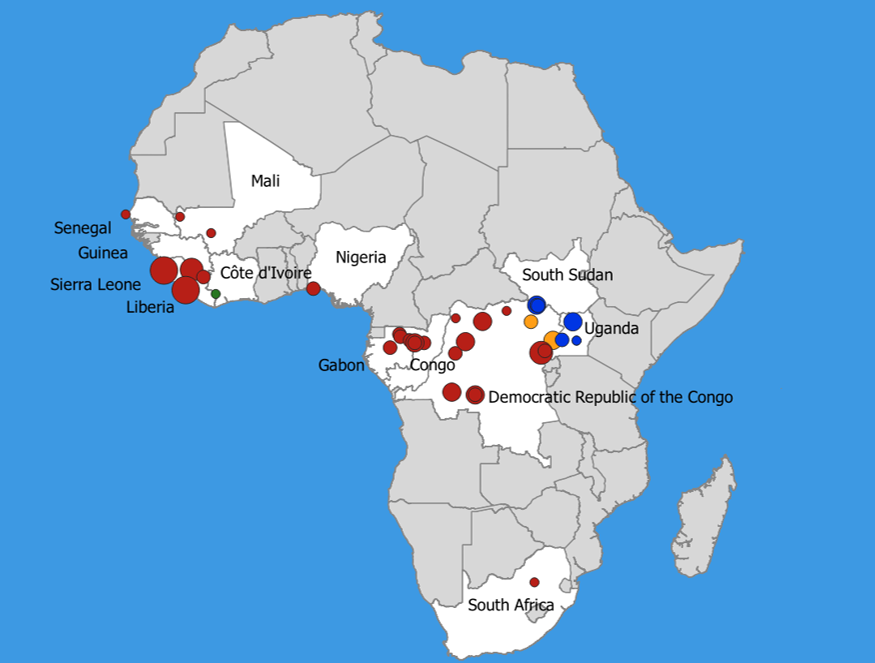 Mali
Senegal
Guinea
Nigeria
Côte d'Ivoire
South Sudan
Sierra Leone
Liberia
Uganda
Gabon
Congo
Democratic Republic of the Congo
South Africa